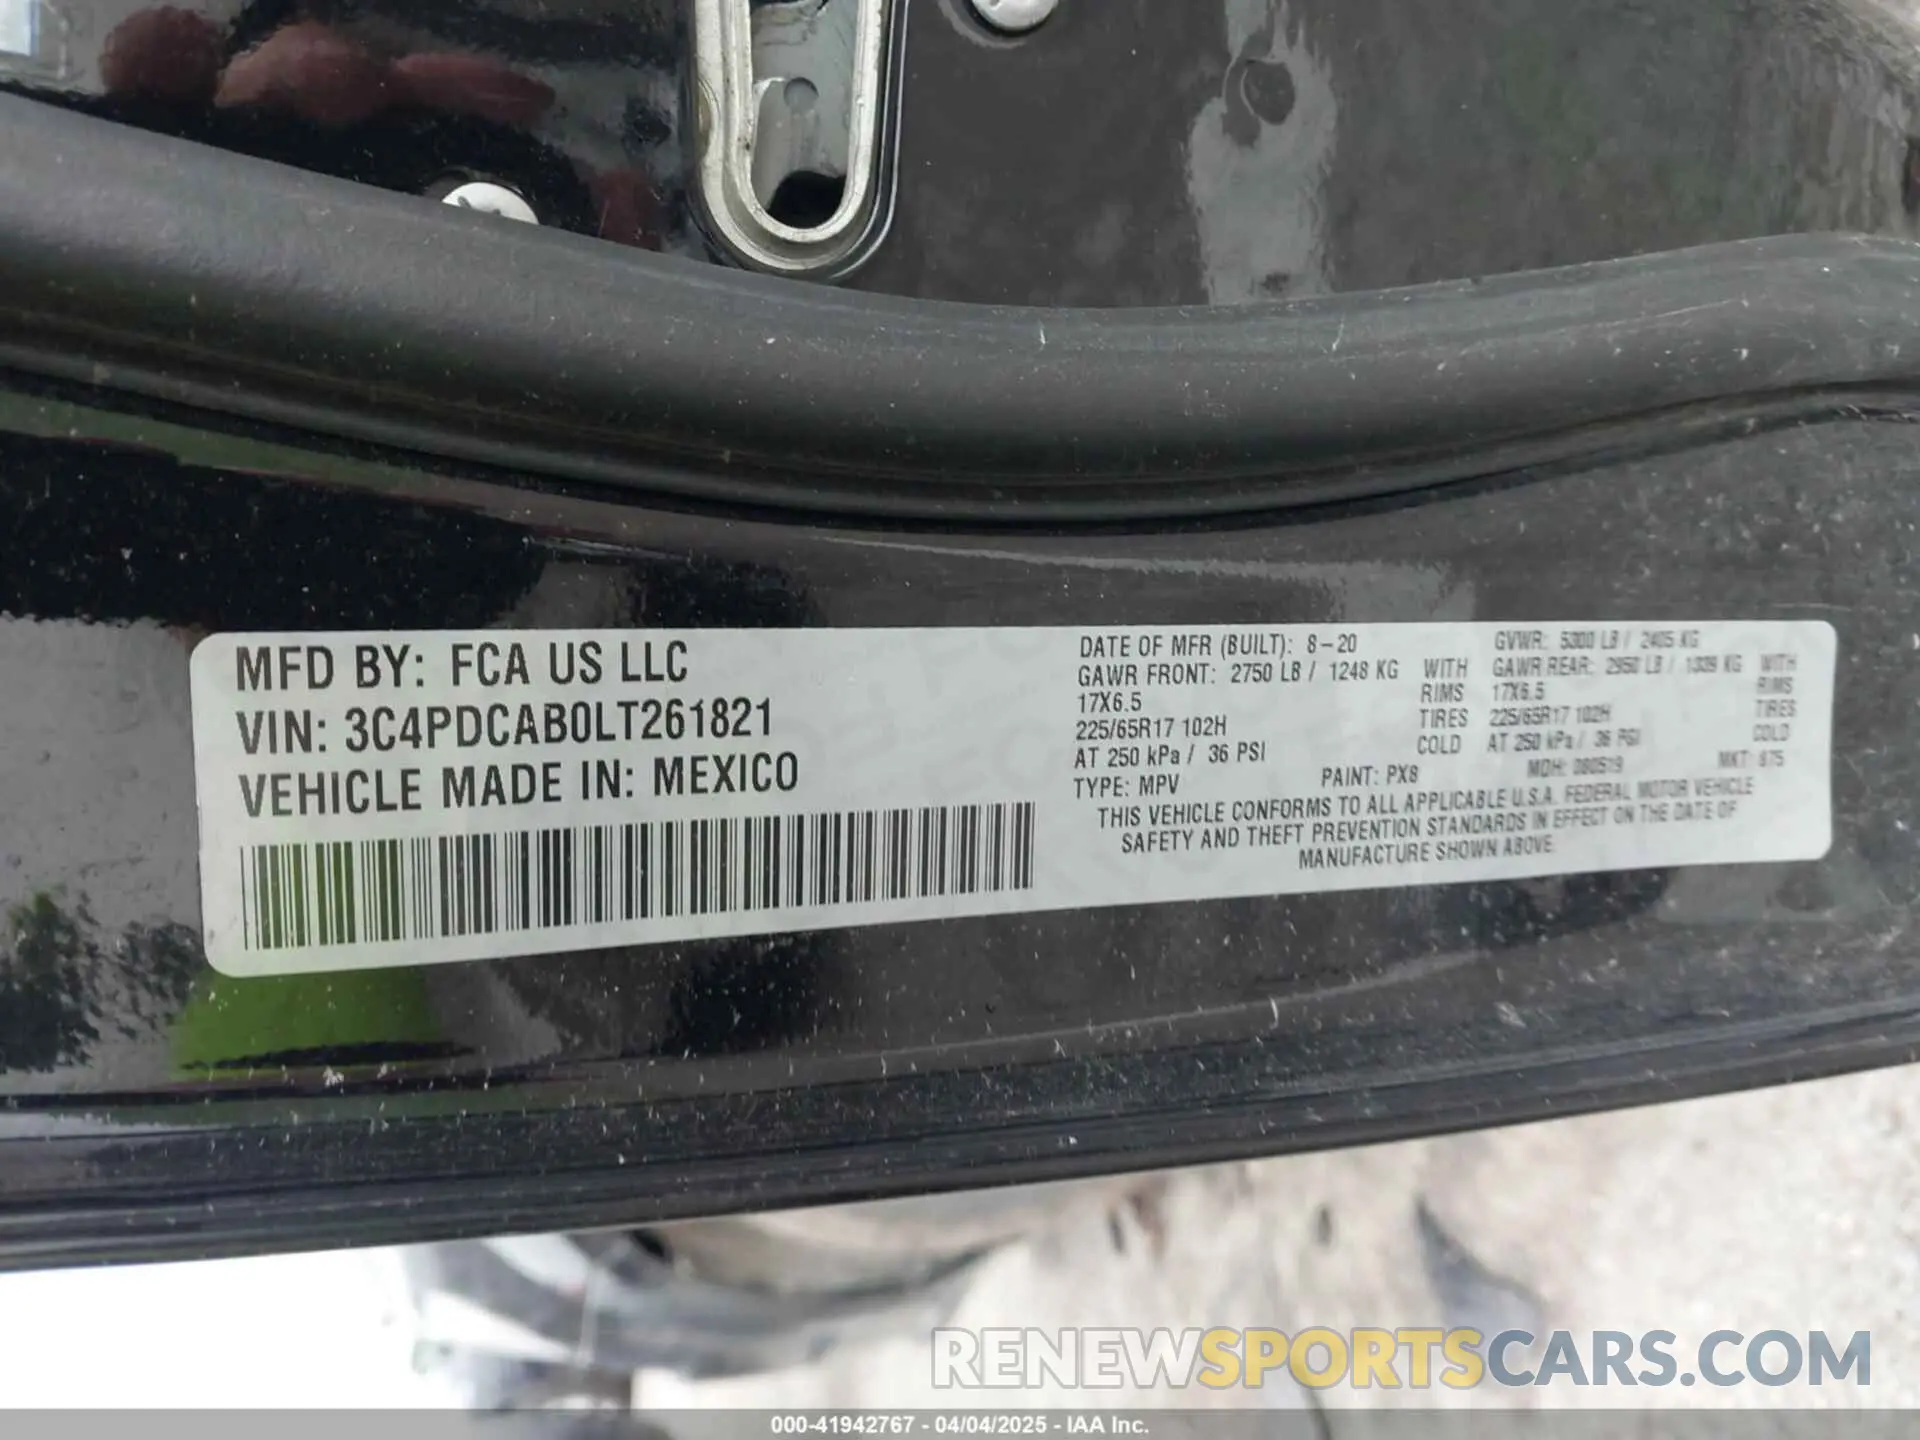 MFD BY: FCA US LLC
VIN: 3C4PDCAB0LT261821
VEHICLE MADE IN: MEXICO
DATE OF MFR (BUILT): 8-20 GVWR: 5300 LB / 2405 KG
GAWR FRONT: 2750 LB / 1248 KG WITH GAWR REAR: 2950 LB / 1339 KG WITH
17X6.5 RIMS 17X6.5 RIMS
225/65R17 102H TIRES 225/65R17 102H TIRES
AT 250 kPa / 36 PSI COLD AT 250 kPa / 36 PSI COLD
TYPE: MPV PAINT: PX8 MDH: 080519 MKT: 875
THIS VEHICLE CONFORMS TO ALL APPLICABLE U.S.A. FEDERAL MOTOR VEHICLE
SAFETY AND THEFT PREVENTION STANDARDS IN EFFECT ON THE DATE OF
MANUFACTURE SHOWN ABOVE.
RENEWSPORTSCARS.COM
000-41942767 - 04/04/2025 - IAA Inc.